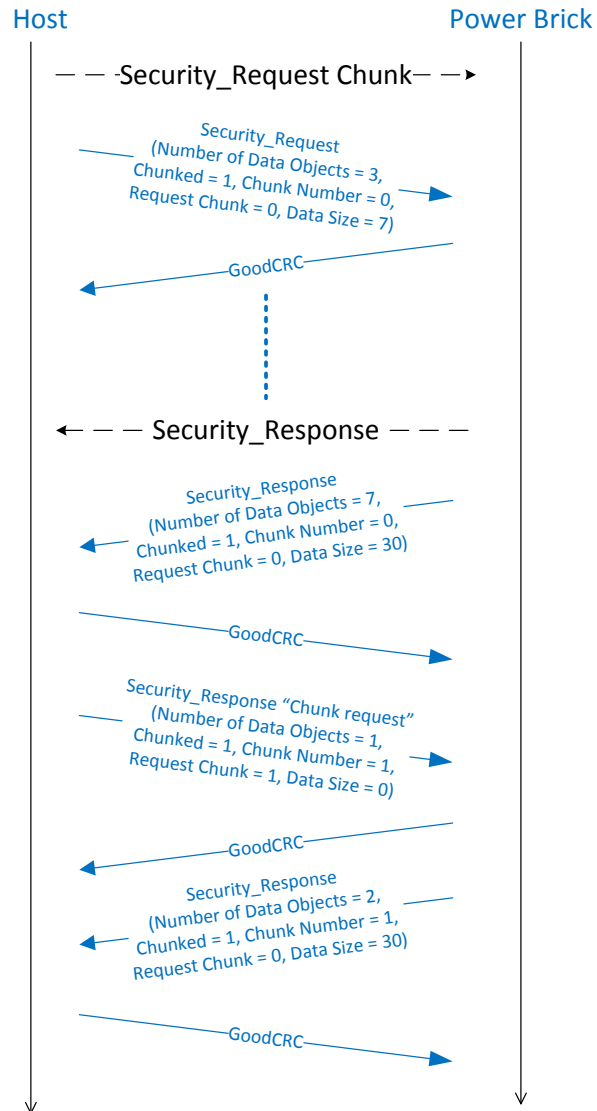 Host
Power Brick
Security_Request Chunk
Security_Request
(Number of Data Objects = 3,
Chunked = 1, Chunk Number = 0,
Request Chunk = 0, Data Size = 7)
GoodCRC
Security_Response
Security_Response
(Number of Data Objects = 7,
Chunked = 1, Chunk Number = 0,
Request Chunk = 0, Data Size = 30)
GoodCRC
Security_Response “Chunk request”
(Number of Data Objects = 1,
Chunked = 1, Chunk Number = 1,
Request Chunk = 1, Data Size = 0)
GoodCRC
Security_Response
(Number of Data Objects = 2,
Chunked = 1, Chunk Number = 1,
Request Chunk = 0, Data Size = 30)
GoodCRC